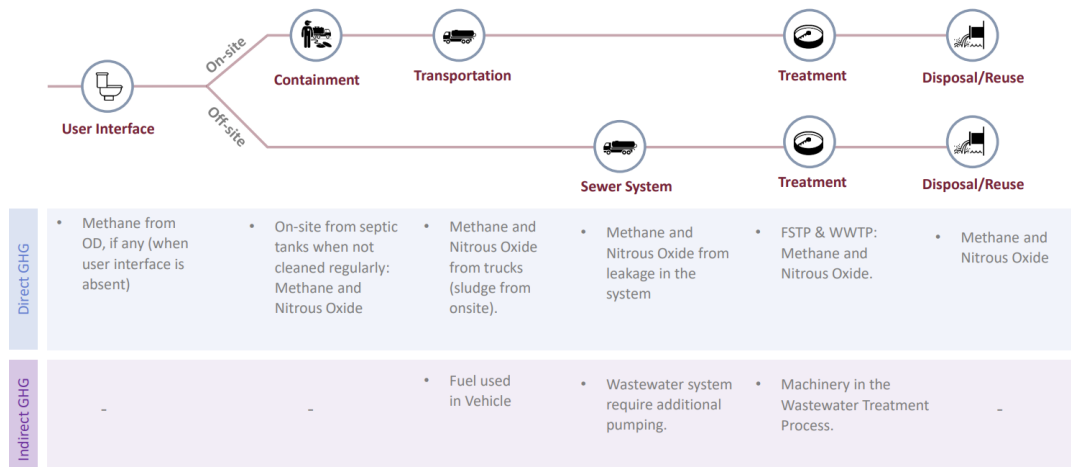 On-site
Containment
Transportation
Treatment
Disposal/Reuse
User Interface
Off-site
Sewer System
Treatment
Disposal/Reuse
Direct GHG
• Methane from
OD, if any (when
user interface is
absent)
• On-site from septic
tanks when not
cleaned regularly:
Methane and
Nitrous Oxide
• Methane and
Nitrous Oxide
from trucks
(sludge from
onsite).
• Methane and
Nitrous Oxide from
leakage in the
system
• FSTP & WWTP:
Methane and
Nitrous Oxide.
• Methane and
Nitrous Oxide
Indirect GHG
-
-
• Fuel used
in Vehicle
• Wastewater system
require additional
pumping.
• Machinery in the
Wastewater Treatment
Process.
-